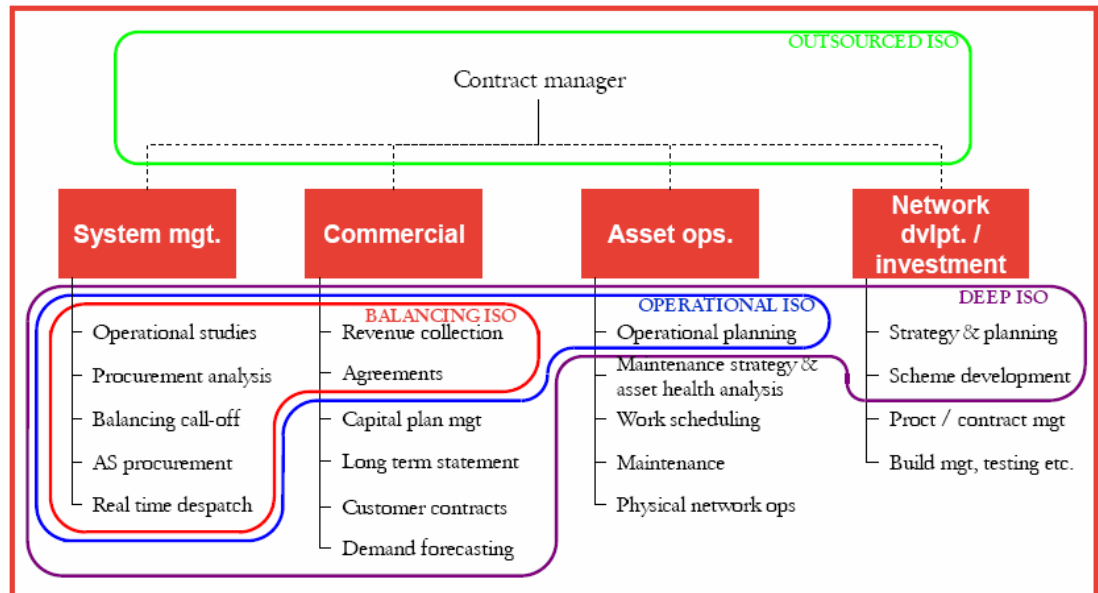 OUTSOURCED ISO
Contract manager
System mgt.
Commercial
Asset ops.
Network
dvlpt. /
investment
BALANCING ISO
OPERATIONAL ISO
DEEP ISO
Operational studies
Procurement analysis
Balancing call-off
AS procurement
Real time despatch
Revenue collection
Agreements
Capital plan mgt
Long term statement
Customer contracts
Demand forecasting
Operational planning
Maintenance strategy &
asset health analysis
Work scheduling
Maintenance
Physical network ops
Strategy & planning
Scheme development
Proct / contract mgt
Build mgt, testing etc.